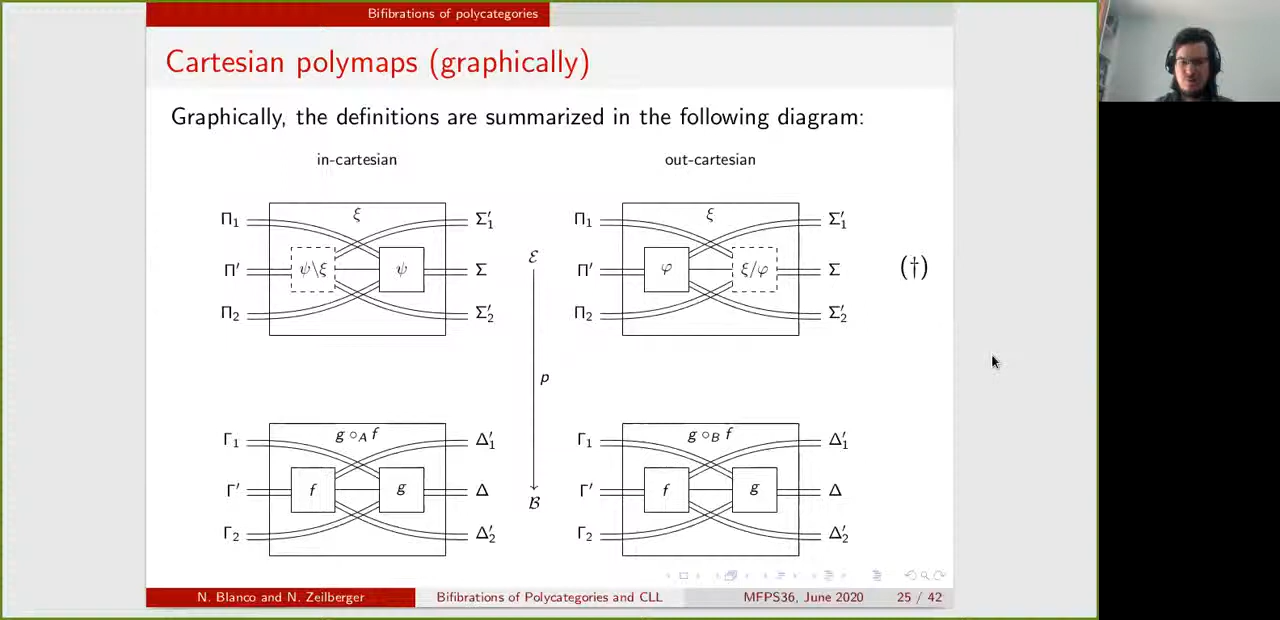 Bifibrations of polycategories
Cartesian polymaps (graphically)
Graphically, the definitions are summarized in the following diagram:
in-cartesian
out-cartesian
Π₁ ξ Σ′₁
Π′ ψ\ξ ψ Σ
Π₂ Σ′₂
ℰ
p
ℬ
Π₁ ξ Σ′₁
Π′ φ ξ/φ Σ
Π₂ Σ′₂
(†)
Γ₁ g ∘_A f Δ′₁
Γ′ f g Δ
Γ₂ Δ′₂
Γ₁ g ∘_B f Δ′₁
Γ′ f g Δ
Γ₂ Δ′₂
N. Blanco and N. Zeilberger
Bifibrations of Polycategories and CLL
MFPS36, June 2020
25 / 42